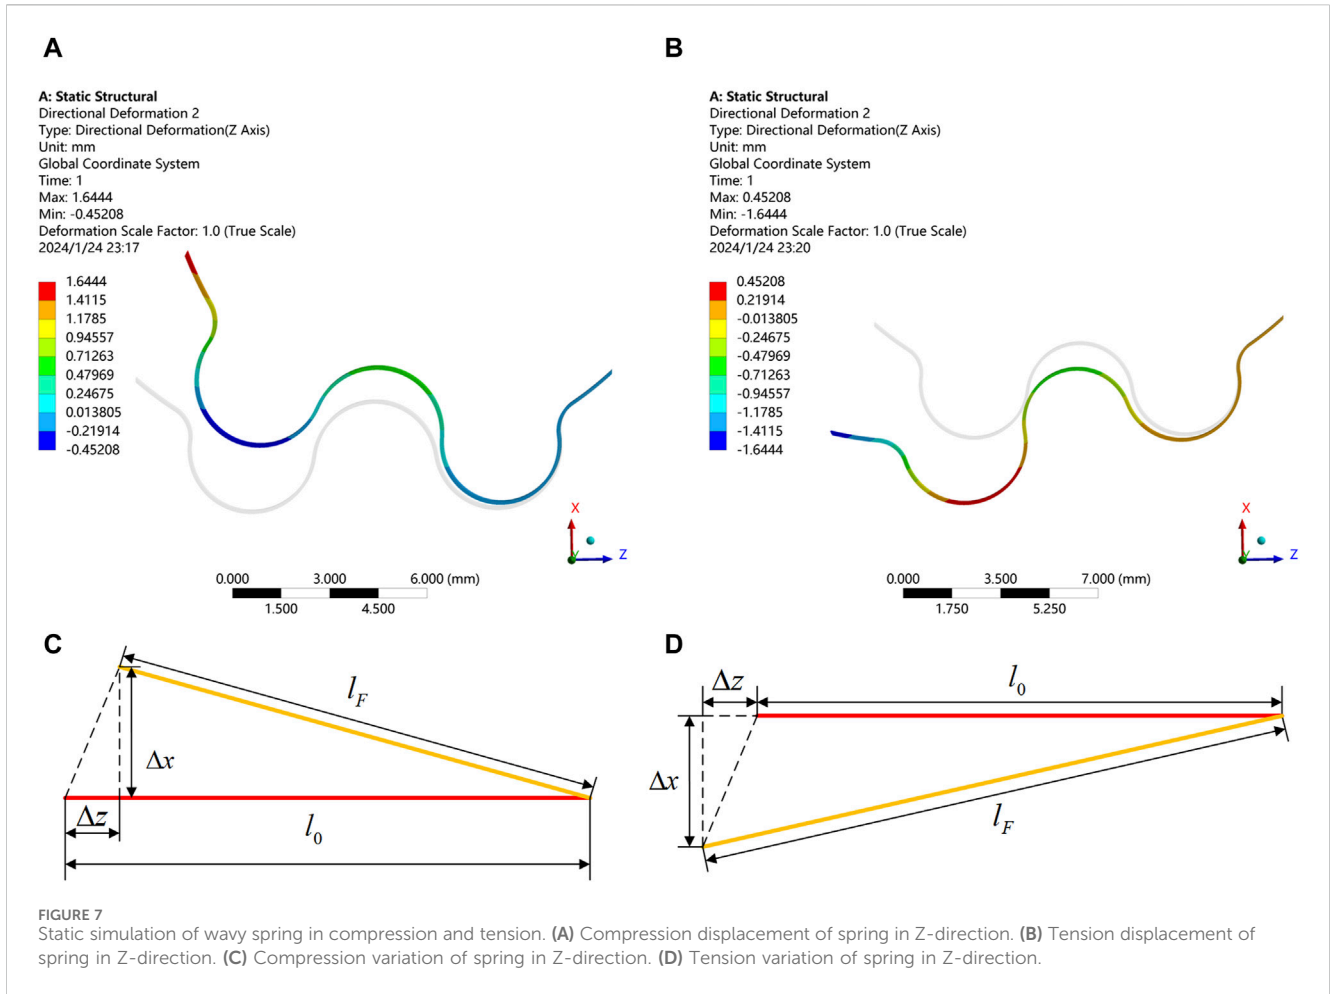 A
A: Static Structural
Directional Deformation 2
Type: Directional Deformation(Z Axis)
Unit: mm
Global Coordinate System
Time: 1
Max: 1.6444
Min: -0.45208
Deformation Scale Factor: 1.0 (True Scale)
2024/1/24 23:17
1.6444
1.4115
1.1785
0.94557
0.71263
0.47969
0.24675
0.013805
-0.21914
-0.45208
X
Y
Z
0.000 3.000 6.000 (mm)
1.500 4.500
B
A: Static Structural
Directional Deformation 2
Type: Directional Deformation(Z Axis)
Unit: mm
Global Coordinate System
Time: 1
Max: 0.45208
Min: -1.6444
Deformation Scale Factor: 1.0 (True Scale)
2024/1/24 23:20
0.45208
0.21914
-0.013805
-0.24675
-0.47969
-0.71263
-0.94557
-1.1785
-1.4115
-1.6444
X
Y
Z
0.000 3.500 7.000 (mm)
1.750 5.250
C
l_F
Δx
Δz
l_0
D
Δz
l_0
Δx
l_F
FIGURE 7
Static simulation of wavy spring in compression and tension. (A) Compression displacement of spring in Z-direction. (B) Tension displacement of
spring in Z-direction. (C) Compression variation of spring in Z-direction. (D) Tension variation of spring in Z-direction.